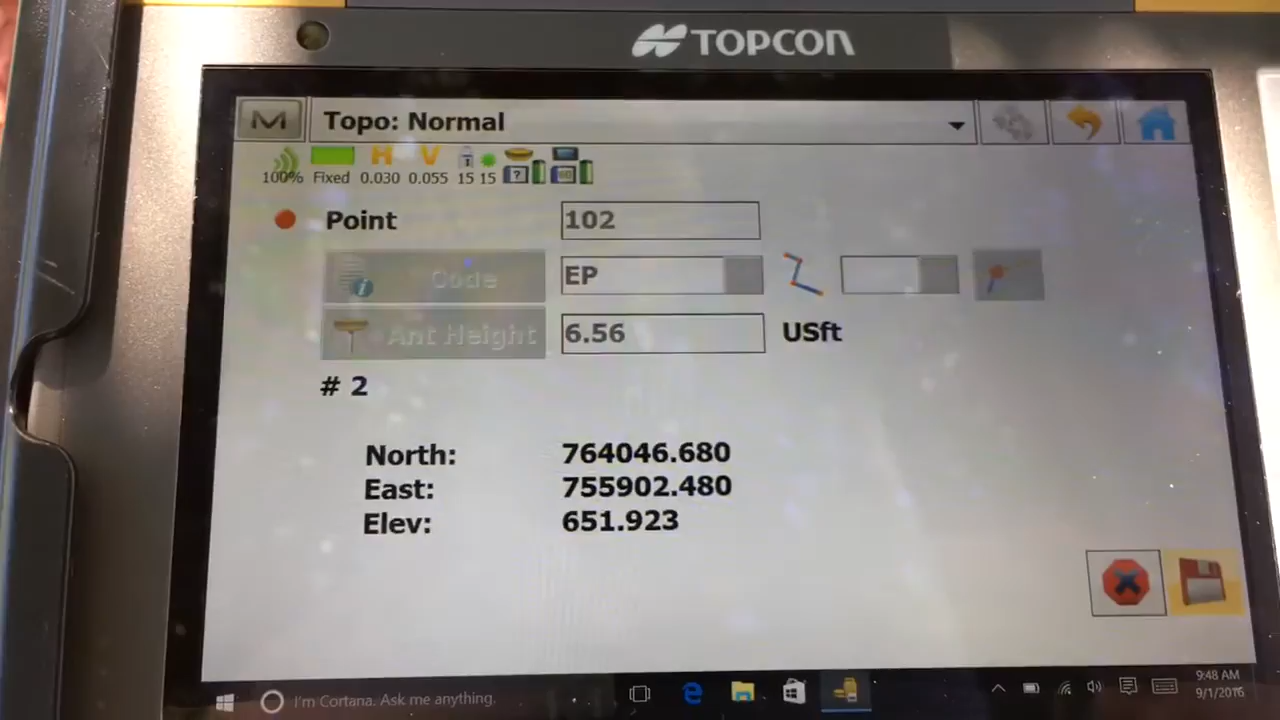 TOPCON
Topo: Normal
H V
100% Fixed 0.030 0.055 15 15
Point 102
Code EP
Ant Height 6.56 USft
# 2
North: 764046.680
East: 755902.480
Elev: 651.923
I'm Cortana. Ask me anything.
9:48 AM
9/1/2016